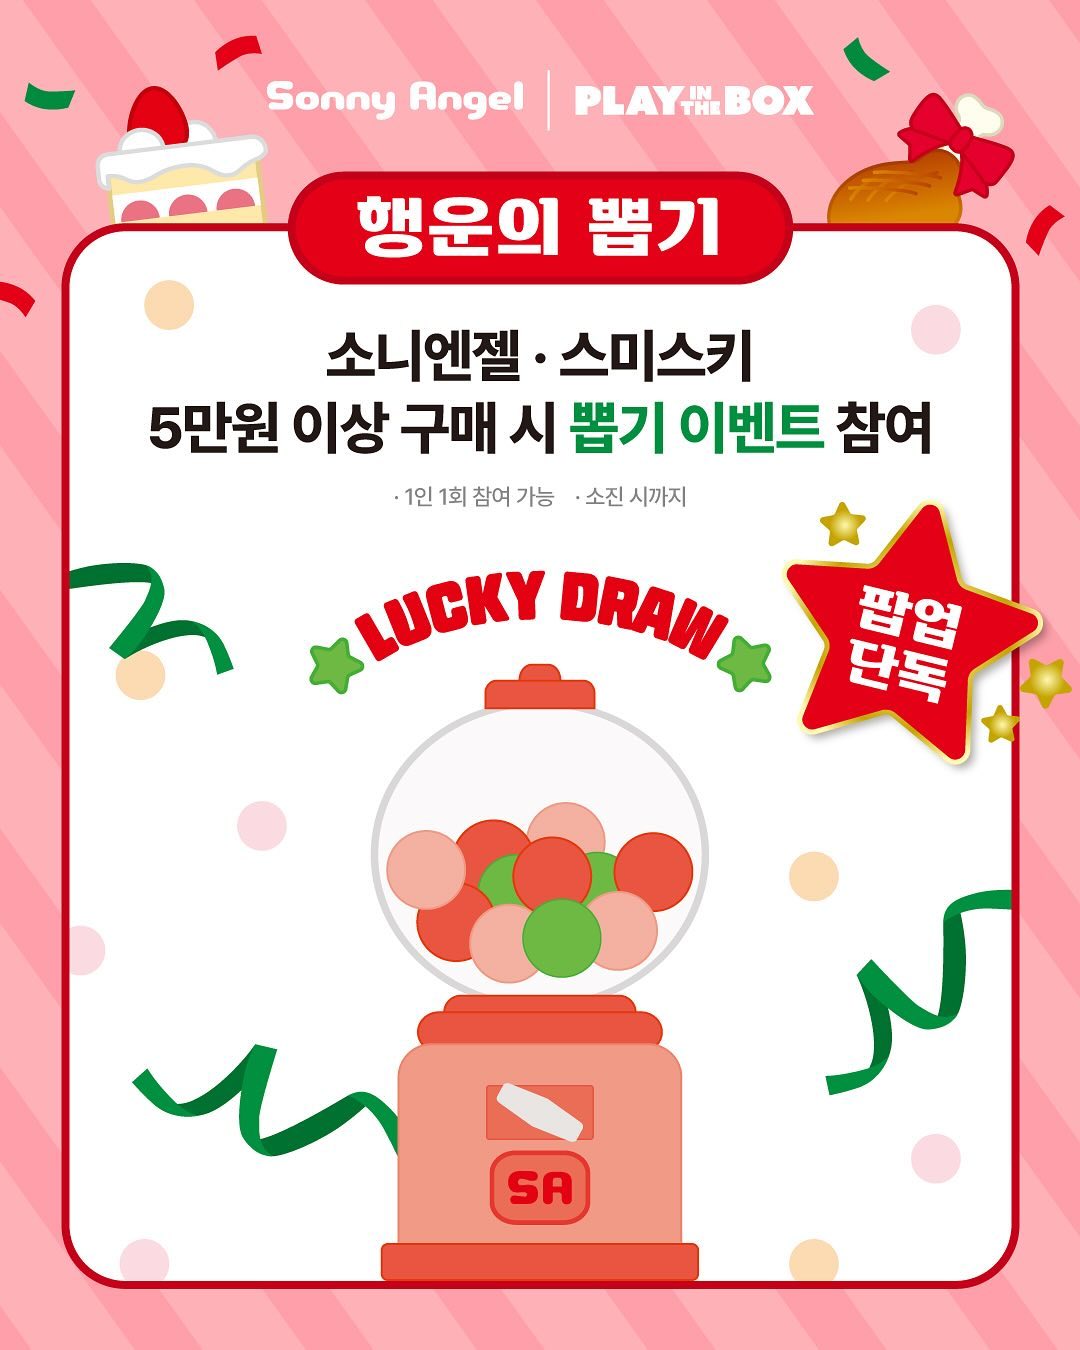 Sonny Angel | PLAY IN THE BOX
행운의 뽑기
소니엔젤 · 스미스키
5만원 이상 구매 시 뽑기 이벤트 참여
· 1인 1회 참여 가능 · 소진 시까지
LUCKY DRAW
팝업
단독
SA